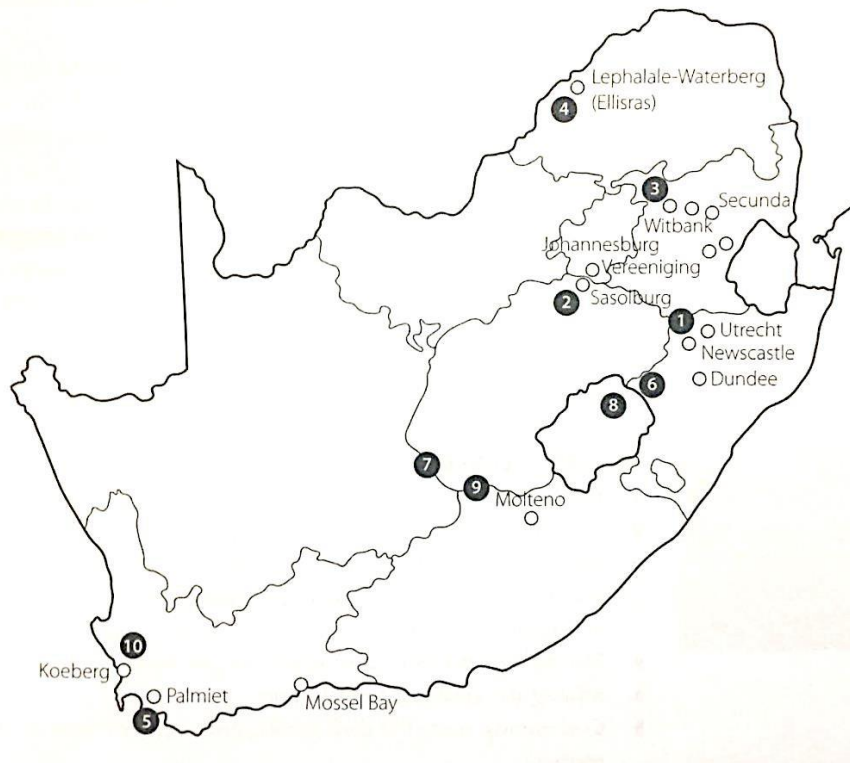 Lephalale-Waterberg
(Ellisras)
4
3
Secunda
Witbank
Johannesburg
Vereeniging
2
Sasolburg
1
Utrecht
Newscastle
6
Dundee
8
7
9
Molteno
10
Koeberg
Palmiet
Mossel Bay
5